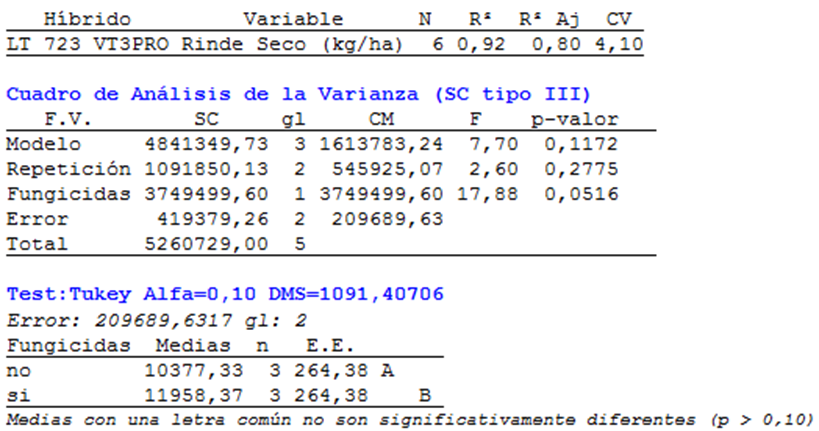 Híbrido Variable N R² R² Aj CV
LT 723 VT3PRO Rinde Seco (kg/ha) 6 0,92 0,80 4,10
Cuadro de Análisis de la Varianza (SC tipo III)
F.V. SC gl CM F p-valor
Modelo 4841349,73 3 1613783,24 7,70 0,1172
Repetición 1091850,13 2 545925,07 2,60 0,2775
Fungicidas 3749499,60 1 3749499,60 17,88 0,0516
Error 419379,26 2 209689,63
Total 5260729,00 5
Test:Tukey Alfa=0,10 DMS=1091,40706
Error: 209689,6317 gl: 2
Fungicidas Medias n E.E.
no 10377,33 3 264,38 A
si 11958,37 3 264,38 B
Medias con una letra común no son significativamente diferentes (p > 0,10)